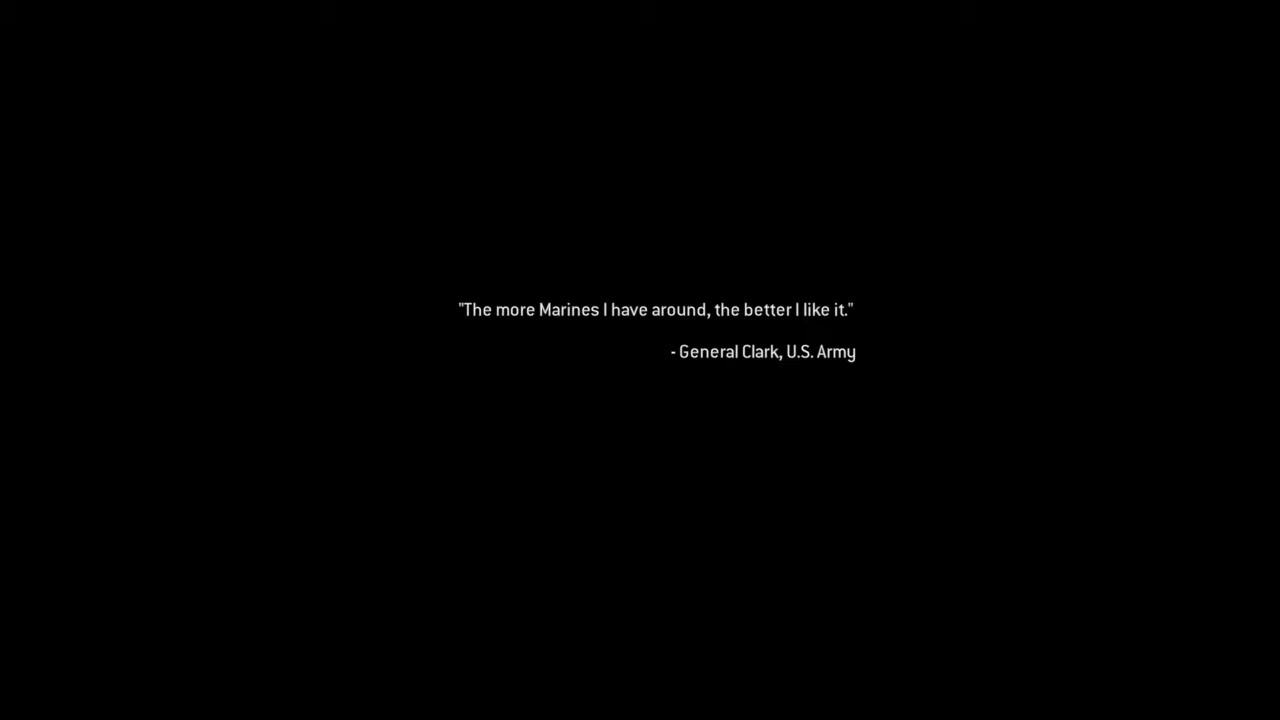 "The more Marines I have around, the better I like it."
- General Clark, U.S. Army